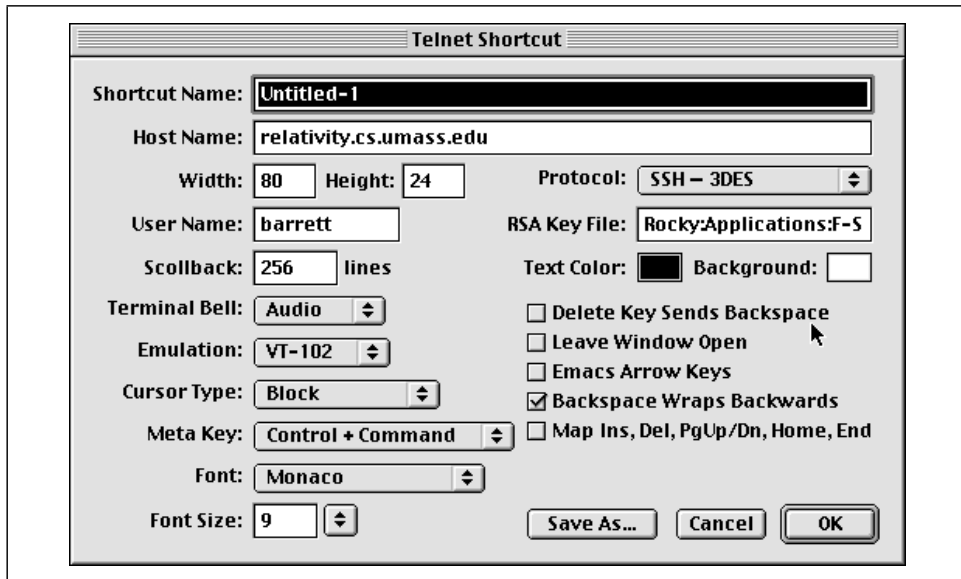 Telnet Shortcut
Shortcut Name: Untitled-1
Host Name: relativity.cs.umass.edu
Width: 80 Height: 24 Protocol: SSH – 3DES
User Name: barrett RSA Key File: Rocky:Applications:F-S
Scollback: 256 lines Text Color: Background:
Terminal Bell: Audio Delete Key Sends Backspace
Emulation: VT-102 Leave Window Open
Emacs Arrow Keys
Cursor Type: Block Backspace Wraps Backwards
Meta Key: Control + Command Map Ins, Del, PgUp/Dn, Home, End
Font: Monaco
Font Size: 9 Save As... Cancel OK